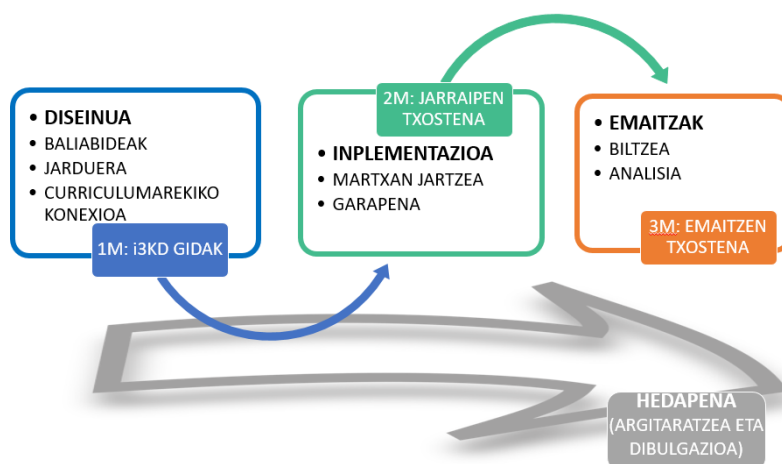 • DISEINUA
• BALIABIDEAK
• JARDUERA
• CURRICULUMAREKIKO
KONEXIOA
1M: i3KD GIDAK
2M: JARRAIPEN
TXOSTENA
• INPLEMENTAZIOA
• MARTXAN JARTZEA
• GARAPENA
• EMAITZAK
• BILTZEA
• ANALISIA
3M: EMAITZEN
TXOSTENA
HEDAPENA
(ARGITARATZEA ETA
DIBULGAZIOA)